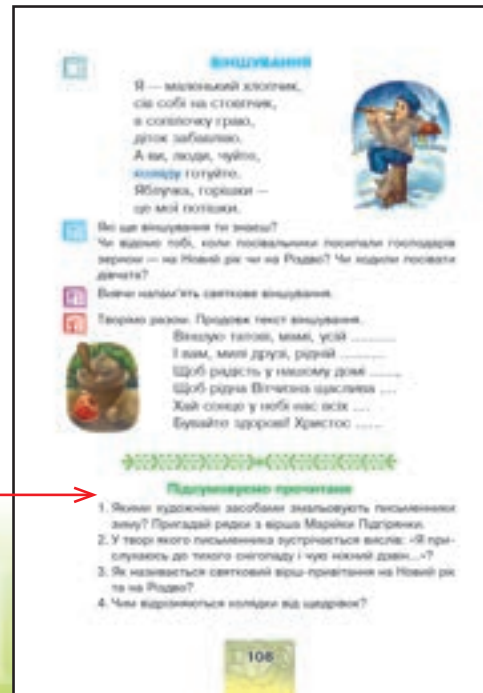 ВІНШУВАННЯ
Я — маленький хлопчик,
сів собі на стовпчик,
в сопілочку граю,
діток забавляю.
А ви, люди, чуйте,
коляду готуйте.
Яблучка, горішки —
це мої потішки.
Які ще віншування ти знаєш?
Чи відомо тобі, коли посівальники посипали господарів
зерном — на Новий рік чи на Різдво? Чи ходили посівати
дівчата?
Вивчи напам'ять святкове віншування.
Творімо разом. Продовж текст віншування.
Віншую татові, мамі, усій ..........
І вам, милі друзі, рідній ..........
Щоб радість у нашому домі .......,
Щоб рідна Вітчизна щаслива ....
Хай сонце у небі нас всіх ....
Бувайте здорові! Христос ......
Підсумовуємо прочитане
1. Якими художніми засобами змальовують письменники
зиму? Пригадай рядки з вірша Марійки Підгірянки.
2. У творі якого письменника зустрічається вислів: «Я при-
слухаюсь до тихого снігопаду і чую ніжний дзвін...»?
3. Як називається святковий вірш-привітання на Новий рік
та на Різдво?
4. Чим відрізняються колядки від щедрівок?
108